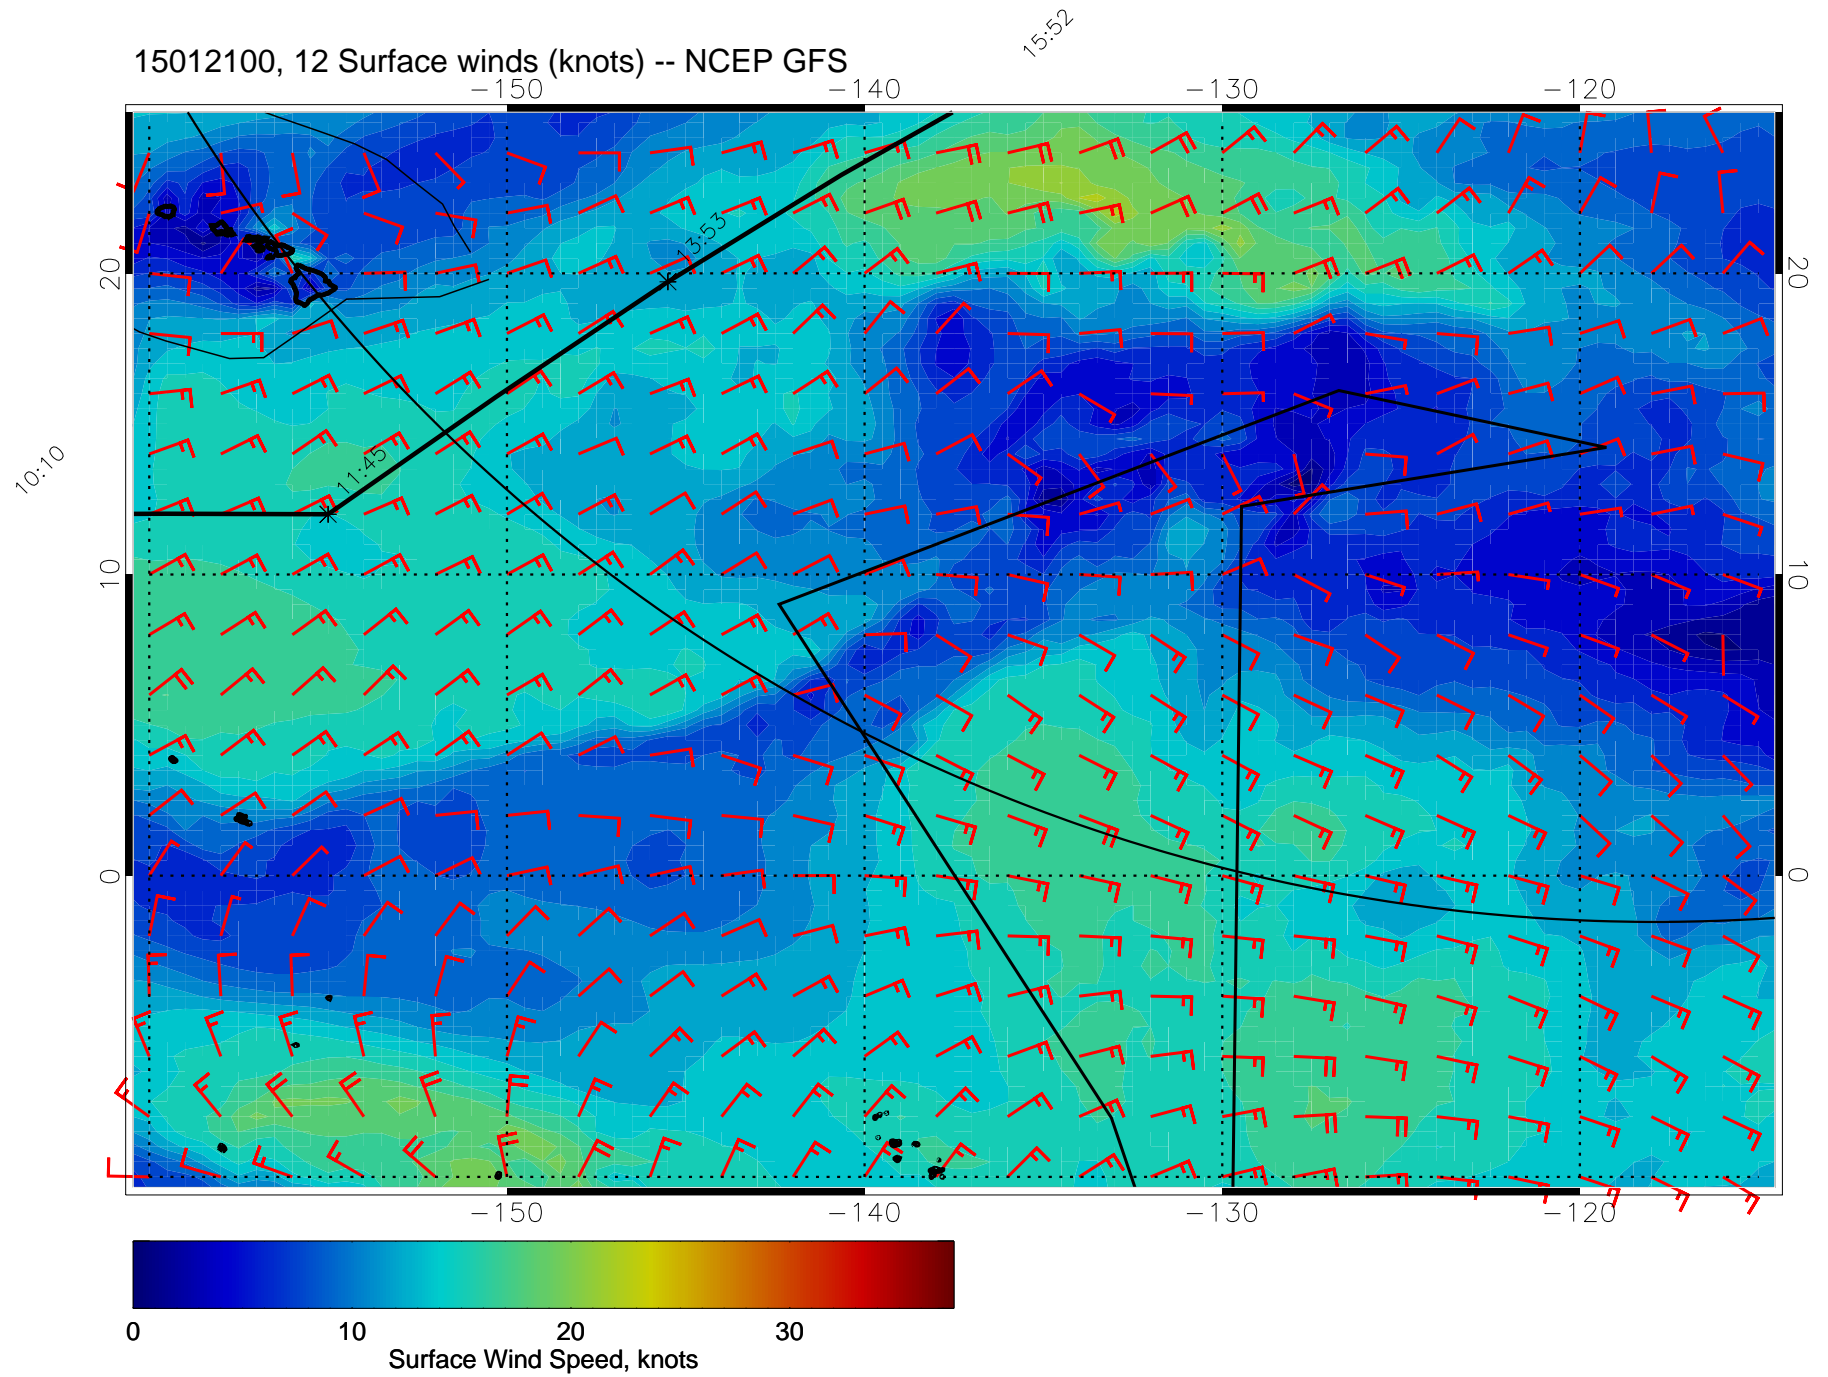 15:52
15012100, 12 Surface winds (knots) -- NCEP GFS
-150 -140 -130 -120
13:53
20 20
10:10
11:45
10 10
0 0
-150 -140 -130 -120
0 10 20 30
Surface Wind Speed, knots